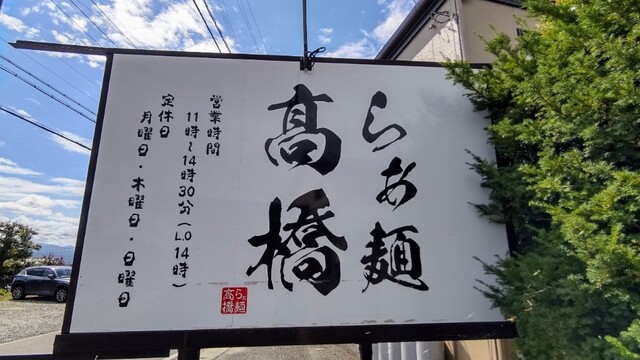 らぁ麺
髙橋
営業時間
11時~14時30分(L.O 14時)
定休日
月曜日・木曜日・日曜日
らぁ麺
髙橋